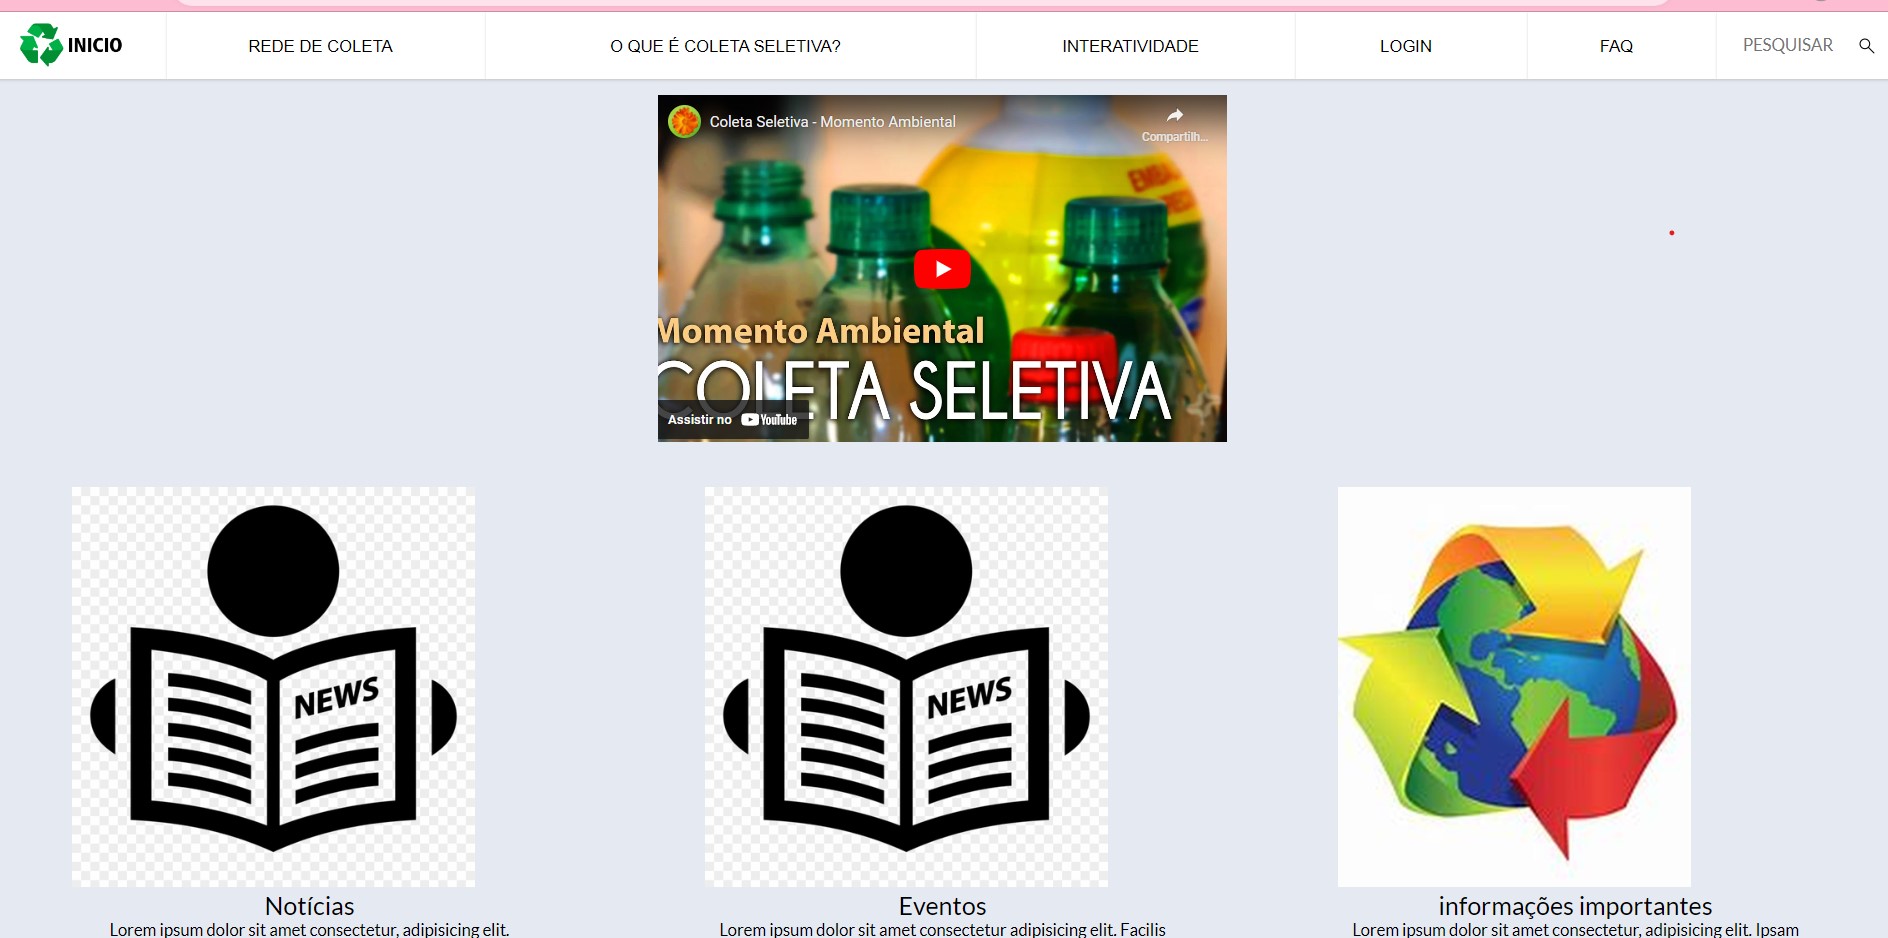 INICIO
REDE DE COLETA
O QUE É COLETA SELETIVA?
INTERATIVIDADE
LOGIN
FAQ
PESQUISAR
Coleta Seletiva - Momento Ambiental
Compartilh...
Momento Ambiental
COLETA SELETIVA
Assistir no YouTube
NEWS
NEWS
Notícias
Lorem ipsum dolor sit amet consectetur, adipisicing elit.
Eventos
Lorem ipsum dolor sit amet consectetur adipisicing elit. Facilis
informações importantes
Lorem ipsum dolor sit amet consectetur, adipisicing elit. Ipsam